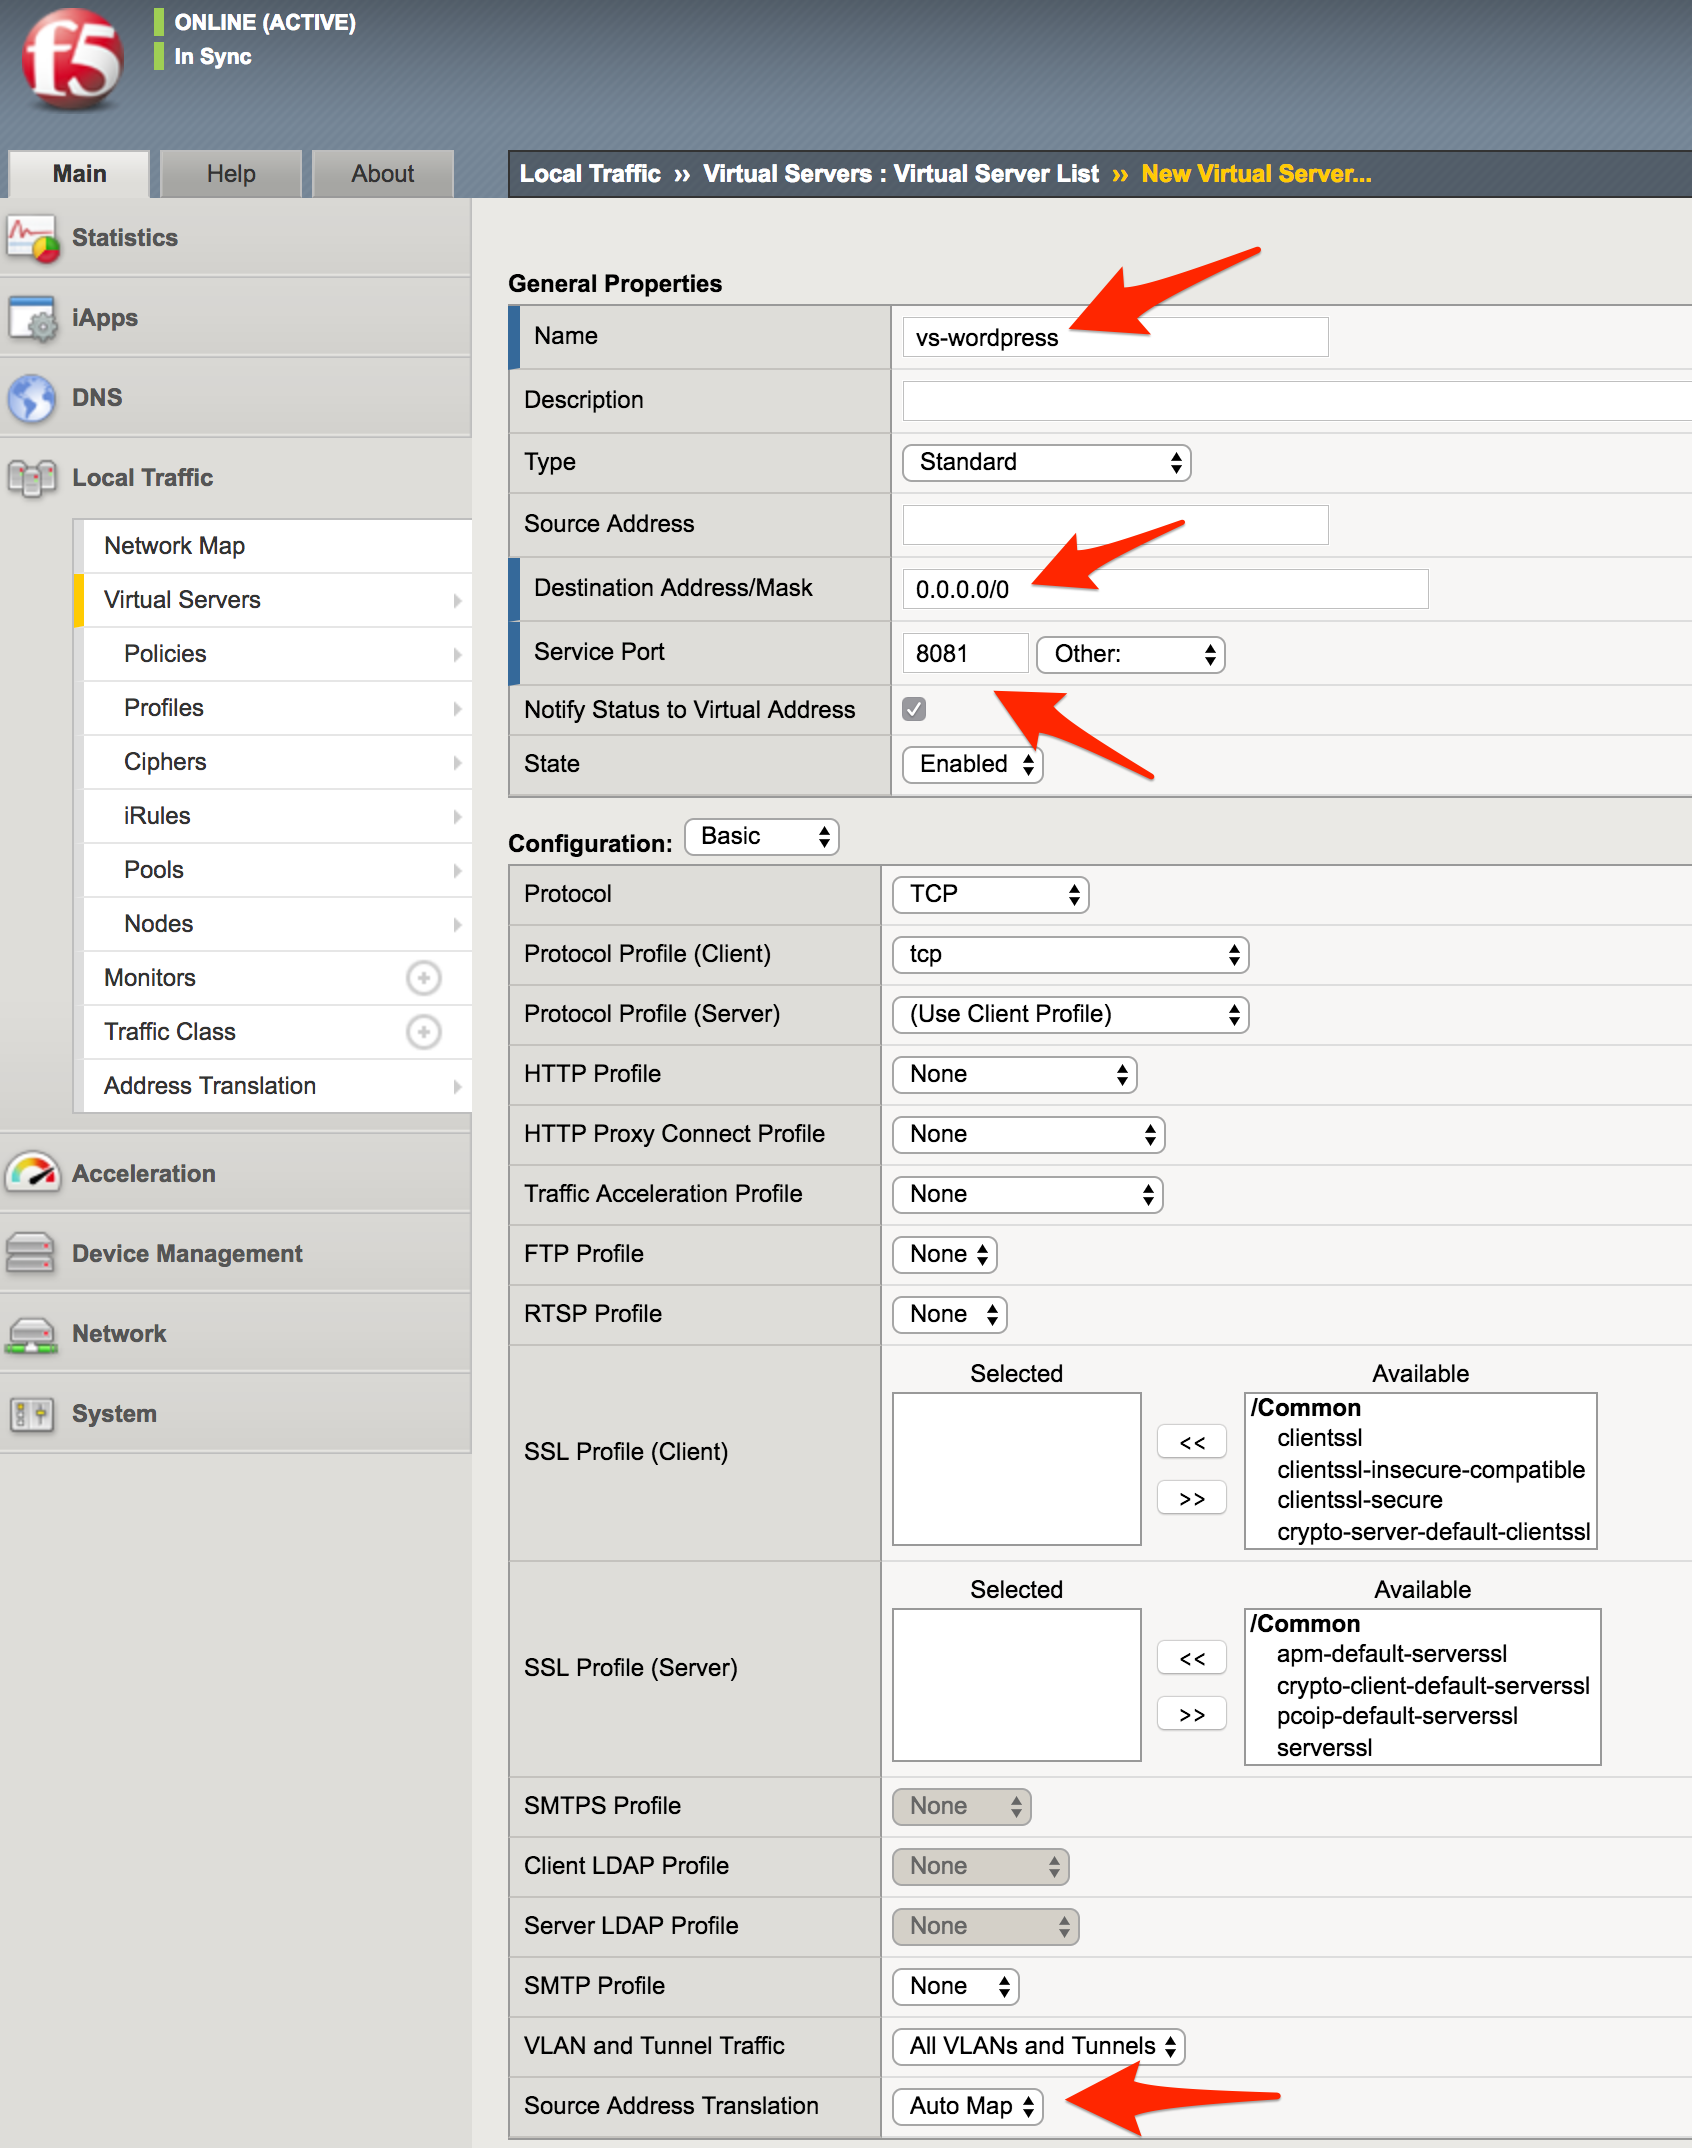 f5
ONLINE (ACTIVE)
In Sync
Main
Help
About
Local Traffic ›› Virtual Servers : Virtual Server List ›› New Virtual Server...
Statistics
iApps
DNS
Local Traffic
Network Map
Virtual Servers
Policies
Profiles
Ciphers
iRules
Pools
Nodes
Monitors
Traffic Class
Address Translation
Acceleration
Device Management
Network
System
General Properties
Name vs-wordpress
Description
Type Standard
Source Address
Destination Address/Mask 0.0.0.0/0
Service Port 8081 Other:
Notify Status to Virtual Address
State Enabled
Configuration: Basic
Protocol TCP
Protocol Profile (Client) tcp
Protocol Profile (Server) (Use Client Profile)
HTTP Profile None
HTTP Proxy Connect Profile None
Traffic Acceleration Profile None
FTP Profile None
RTSP Profile None
SSL Profile (Client)
Selected
<<
>>
Available
/Common
clientssl
clientssl-insecure-compatible
clientssl-secure
crypto-server-default-clientssl
SSL Profile (Server)
Selected
<<
>>
Available
/Common
apm-default-serverssl
crypto-client-default-serverssl
pcoip-default-serverssl
serverssl
SMTPS Profile None
Client LDAP Profile None
Server LDAP Profile None
SMTP Profile None
VLAN and Tunnel Traffic All VLANs and Tunnels
Source Address Translation Auto Map